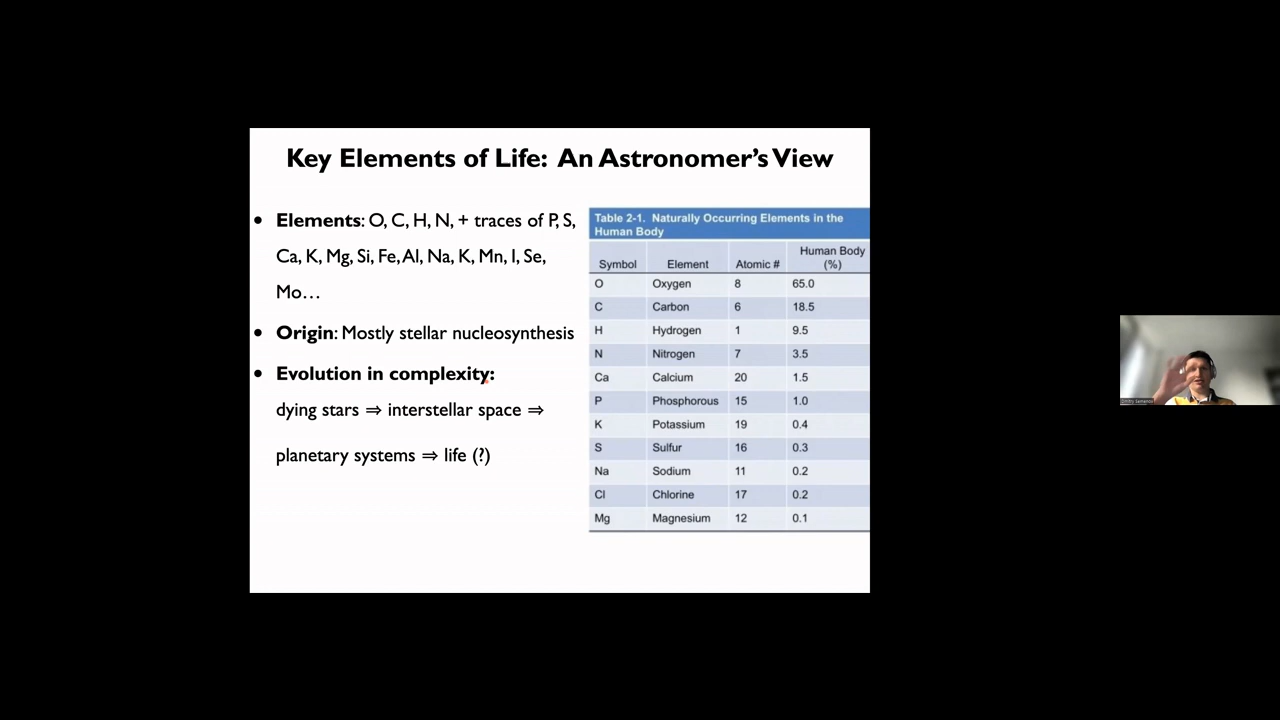 Key Elements of Life: An Astronomer's View
• Elements: O, C, H, N, + traces of P, S,
Ca, K, Mg, Si, Fe, Al, Na, K, Mn, I, Se,
Mo…
• Origin: Mostly stellar nucleosynthesis
• Evolution in complexity:
dying stars ⇒ interstellar space ⇒
planetary systems ⇒ life (?)
Table 2-1. Naturally Occurring Elements in the
Human Body
Symbol Element Atomic # Human Body (%)
O Oxygen 8 65.0
C Carbon 6 18.5
H Hydrogen 1 9.5
N Nitrogen 7 3.5
Ca Calcium 20 1.5
P Phosphorous 15 1.0
K Potassium 19 0.4
S Sulfur 16 0.3
Na Sodium 11 0.2
Cl Chlorine 17 0.2
Mg Magnesium 12 0.1